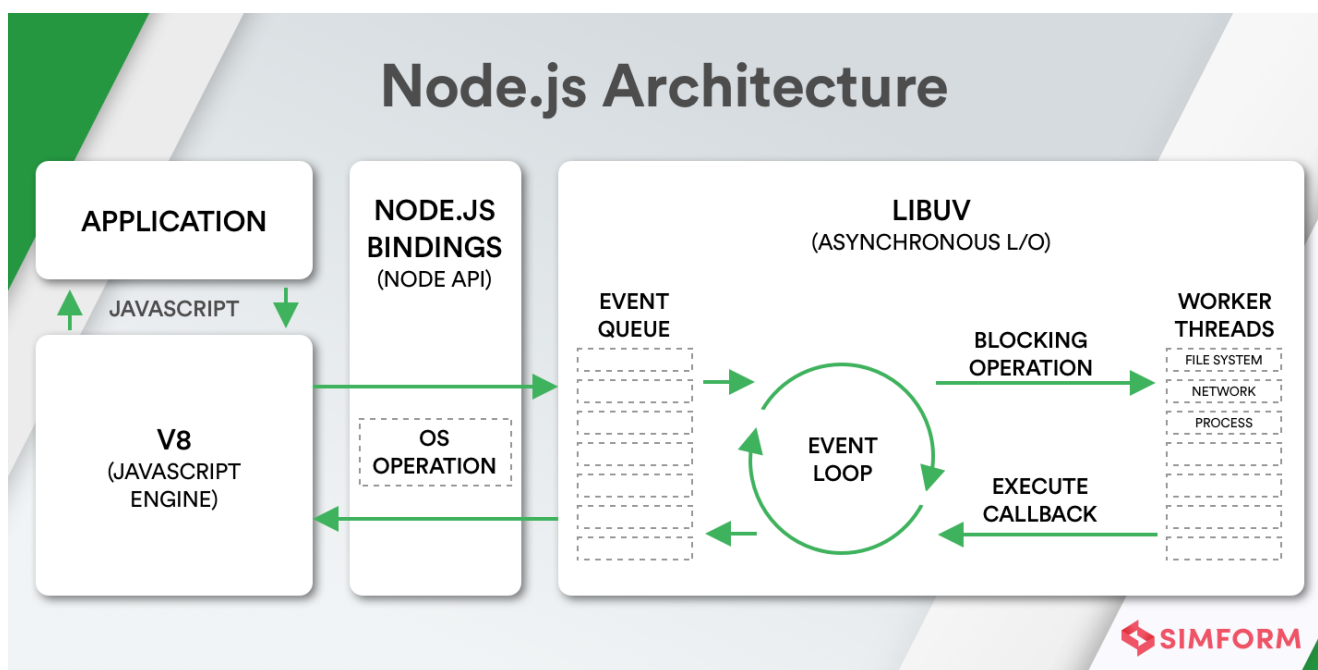 Node.js Architecture
APPLICATION
JAVASCRIPT
V8
(JAVASCRIPT
ENGINE)
NODE.JS
BINDINGS
(NODE API)
OS
OPERATION
LIBUV
(ASYNCHRONOUS L/O)
EVENT
QUEUE
EVENT
LOOP
BLOCKING
OPERATION
EXECUTE
CALLBACK
WORKER
THREADS
FILE SYSTEM
NETWORK
PROCESS
SIMFORM